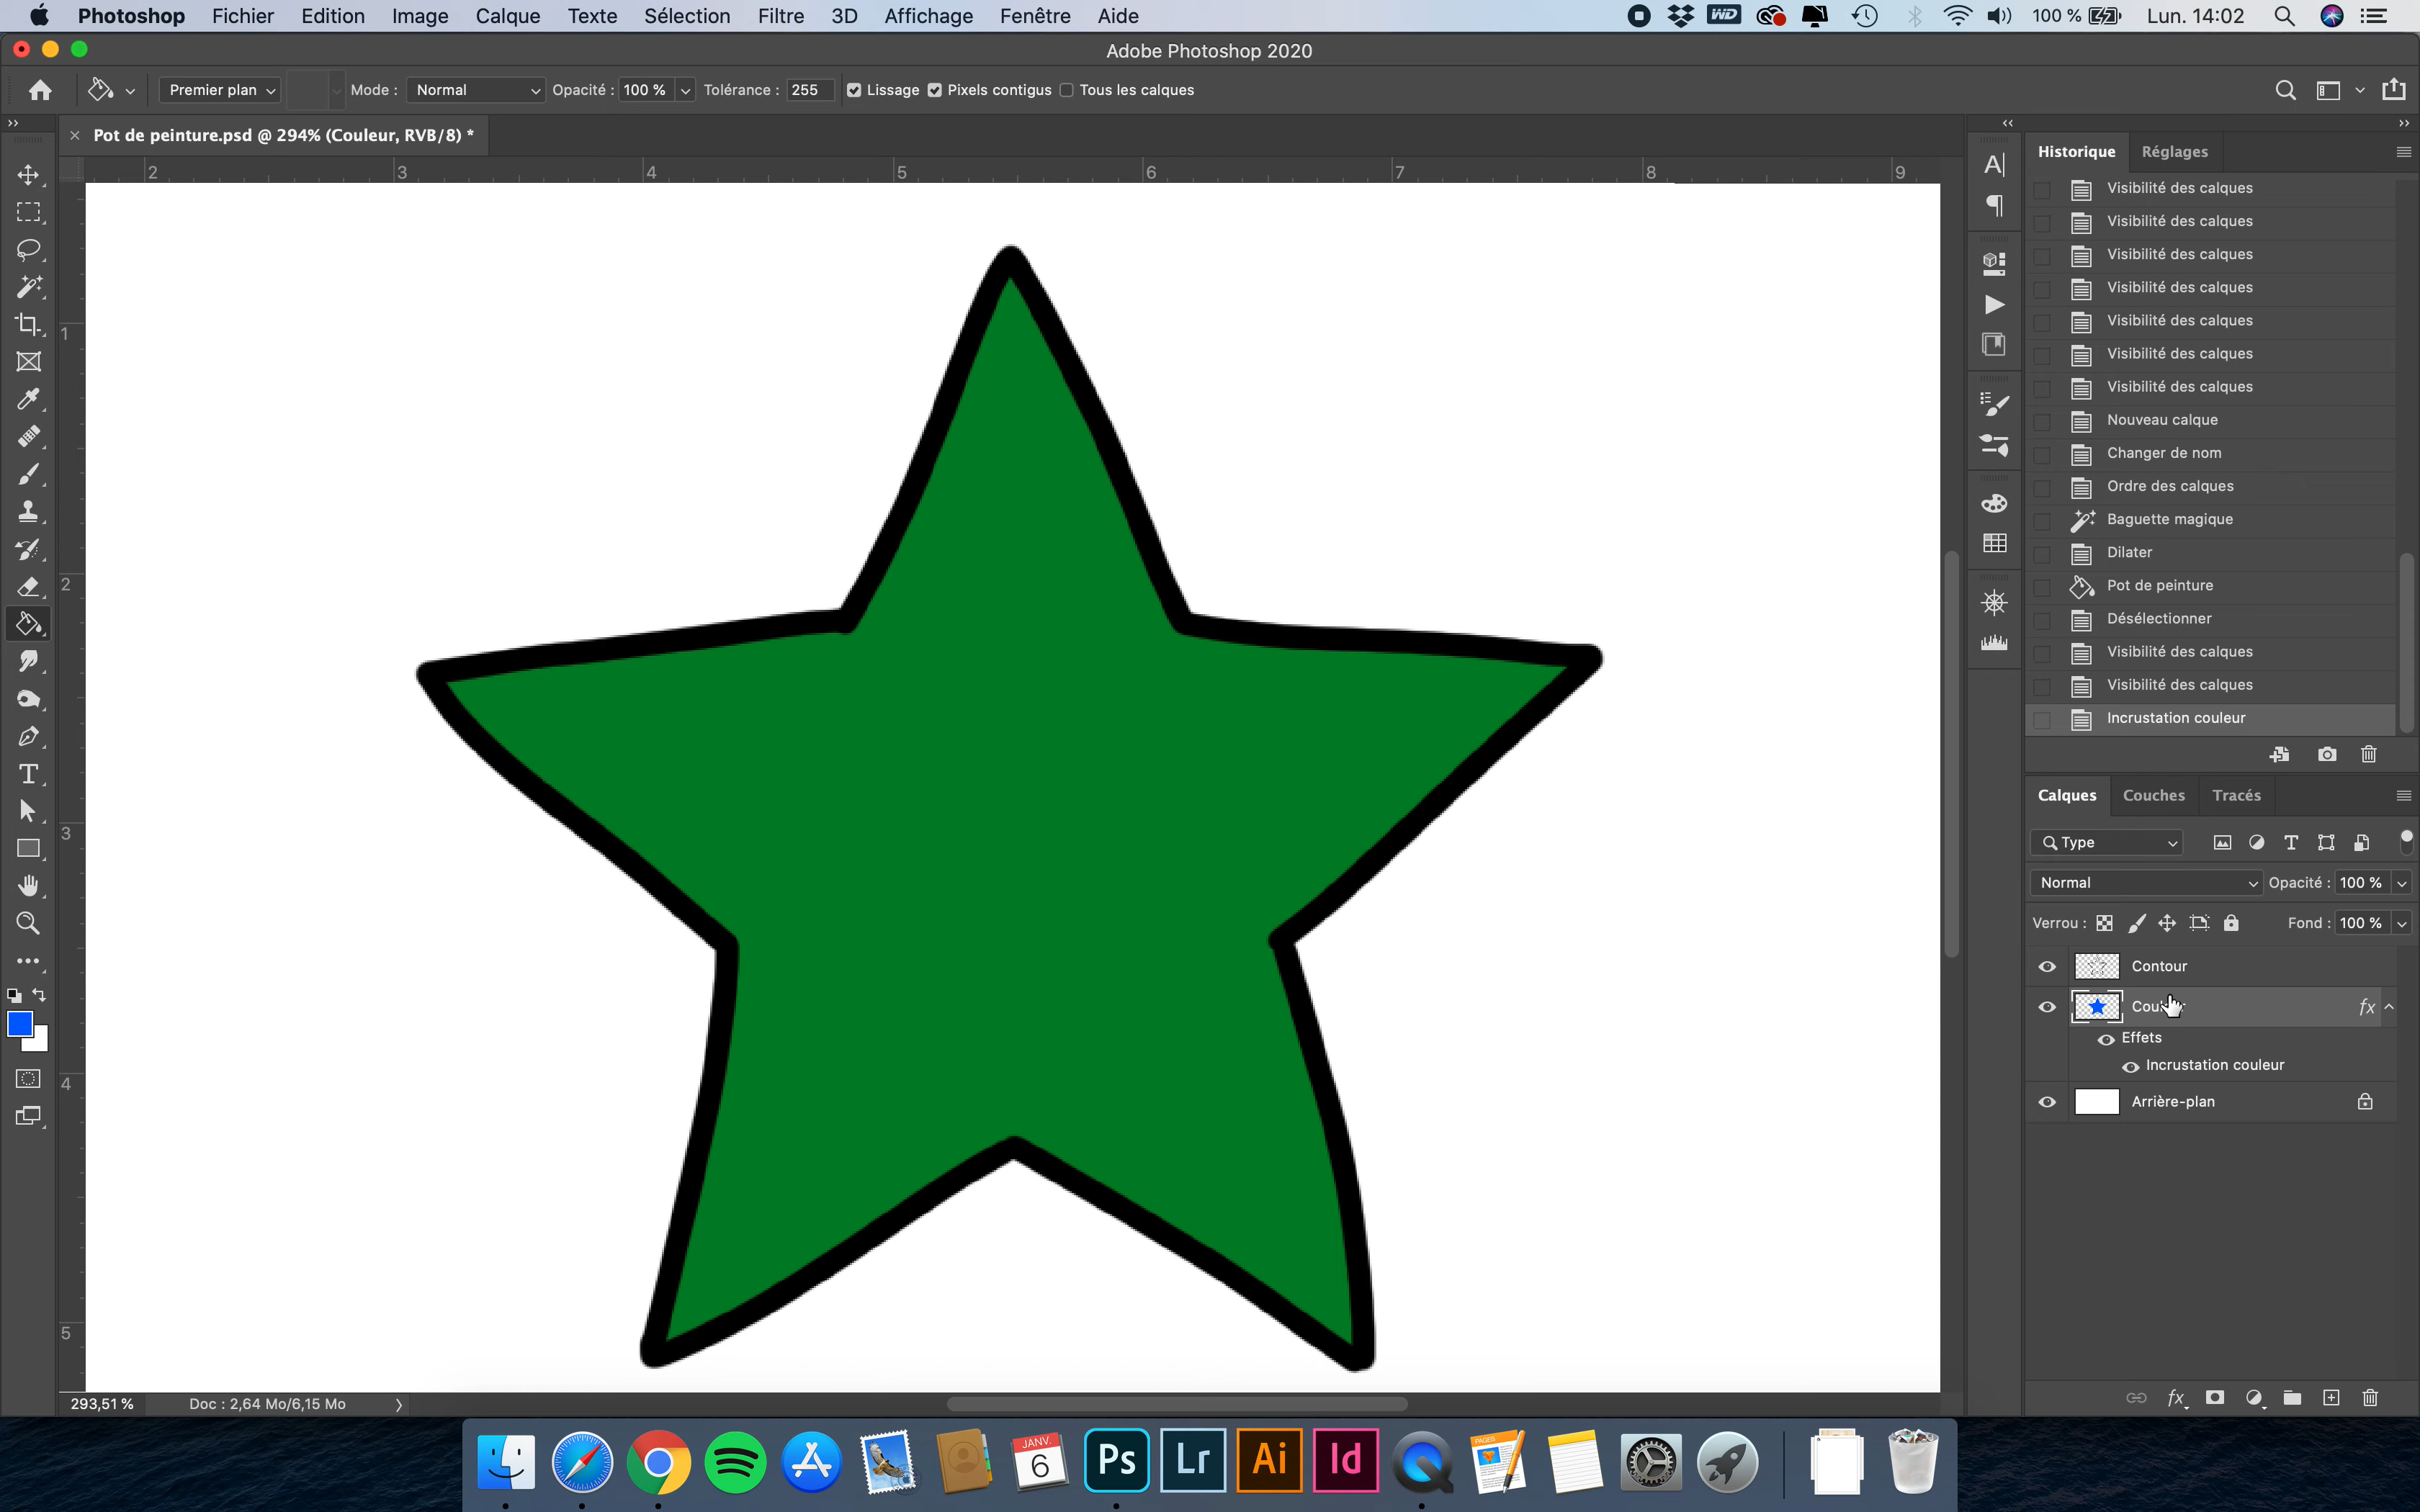 Photoshop Fichier Edition Image Calque Texte Sélection Filtre 3D Affichage Fenêtre Aide WD 100 % Lun. 14:02
Adobe Photoshop 2020
Premier plan Mode : Normal Opacité : 100 % Tolérance : 255 Lissage Pixels contigus Tous les calques
Pot de peinture.psd @ 294% (Couleur, RVB/8) *
2 3 4 5 6 7 8 9
1
2
3
4
5
Historique Réglages
Visibilité des calques
Visibilité des calques
Visibilité des calques
Visibilité des calques
Visibilité des calques
Visibilité des calques
Visibilité des calques
Nouveau calque
Changer de nom
Ordre des calques
Baguette magique
Dilater
Pot de peinture
Désélectionner
Visibilité des calques
Visibilité des calques
Incrustation couleur
Calques Couches Tracés
Type
Normal Opacité : 100 %
Verrou : Fond : 100 %
Contour
fx
Effets
Incrustation couleur
Arrière-plan
fx
293,51 % Doc : 2,64 Mo/6,15 Mo
JANV.
6
Ps Lr Ai Id
PAGES